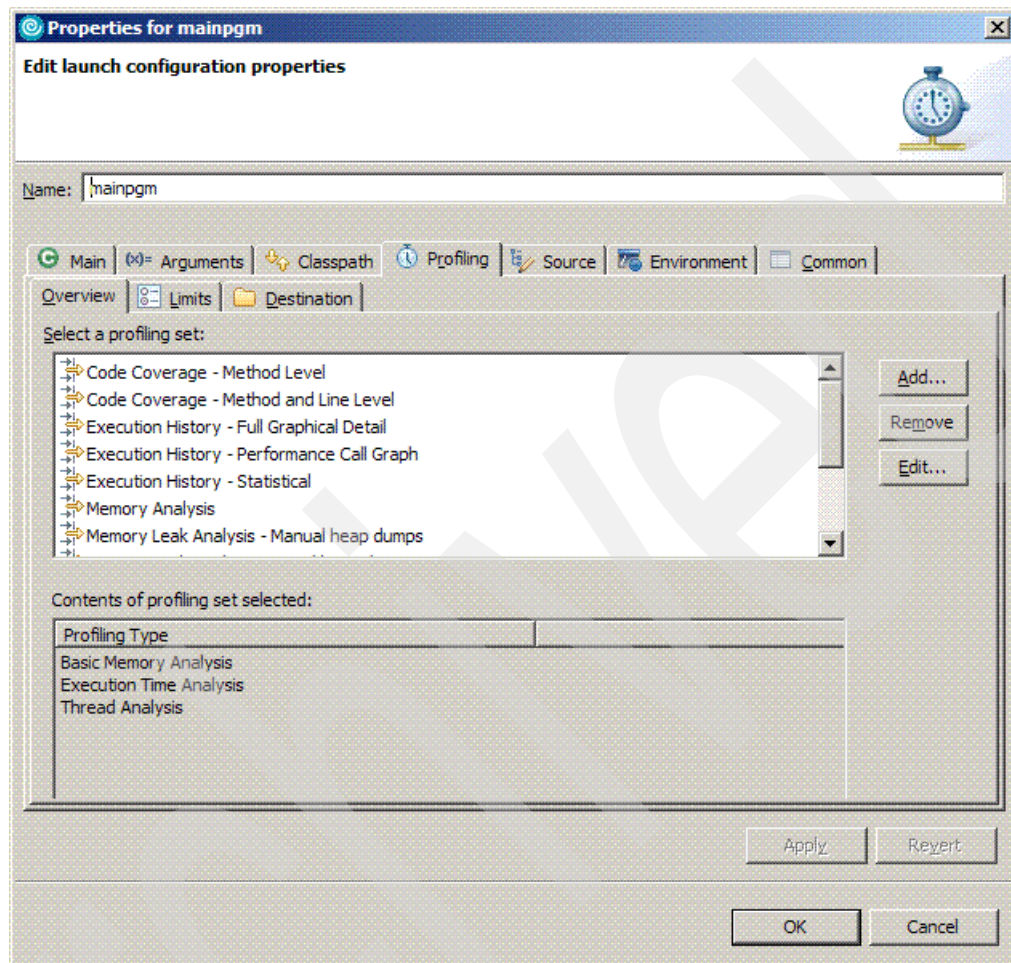 Properties for mainpgm
Edit launch configuration properties
Name: mainpgm
Main (x)= Arguments Classpath Profiling Source Environment Common
Overview Limits Destination
Select a profiling set:
Code Coverage - Method Level
Code Coverage - Method and Line Level
Execution History - Full Graphical Detail
Execution History - Performance Call Graph
Execution History - Statistical
Memory Analysis
Memory Leak Analysis - Manual heap dumps
Add...
Remove
Edit...
Contents of profiling set selected:
Profiling Type
Basic Memory Analysis
Execution Time Analysis
Thread Analysis
Apply Revert
OK Cancel